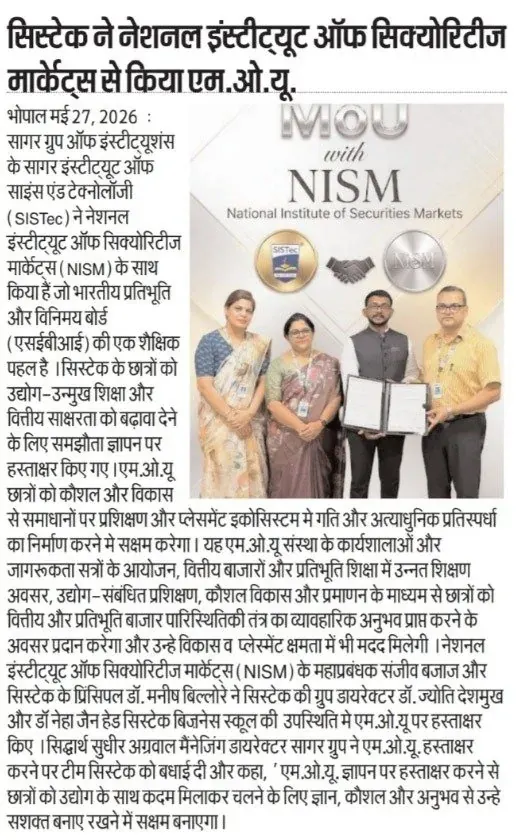 सिस्टेक ने नेशनल इंस्टीट्यूट ऑफ सिक्योरिटीज
मार्केट्स से किया एम.ओ.यू.
भोपाल मई 27, 2026 :
सागर ग्रुप ऑफ इंस्टीट्यूशंस
के सागर इंस्टीट्यूट ऑफ
साइंस एंड टेक्नोलॉजी
(SISTec) ने नेशनल
इंस्टीट्यूट ऑफ सिक्योरिटीज
मार्केट्स (NISM) के साथ
किया हैं जो भारतीय प्रतिभूति
और विनिमय बोर्ड
(एसईबीआई) की एक शैक्षिक
पहल है ।सिस्टेक के छात्रों को
उद्योग-उन्मुख शिक्षा और
वित्तीय साक्षरता को बढ़ावा देने
के लिए समझौता ज्ञापन पर
हस्ताक्षर किए गए ।एम.ओ.यू
छात्रों को कौशल और विकास
से समाधानों पर प्रशिक्षण और प्लेसमेंट इकोसिस्टम मे गति और अत्याधुनिक प्रतिस्पर्धा
का निर्माण करने मे सक्षम करेगा । यह एम.ओ.यू संस्था के कार्यशालाओं और
जागरूकता सत्रों के आयोजन, वित्तीय बाजारों और प्रतिभूति शिक्षा में उन्नत शिक्षण
अवसर, उद्योग-संबंधित प्रशिक्षण, कौशल विकास और प्रमाणन के माध्यम से छात्रों को
वित्तीय और प्रतिभूति बाजार पारिस्थितिकी तंत्र का व्यावहारिक अनुभव प्राप्त करने के
अवसर प्रदान करेगा और उन्हे विकास व प्लेस्मेंट क्षमता में भी मदद मिलेगी ।नेशनल
इंस्टीट्यूट ऑफ सिक्योरिटीज मार्केट्स (NISM) के महाप्रबंधक संजीव बजाज और
सिस्टेक के प्रिंसिपल डॉ. मनीष बिल्लोरे ने सिस्टेक की ग्रुप डायरेक्टर डॉ. ज्योति देशमुख
और डॉ नेहा जैन हेड सिस्टेक बिजनेस स्कूल की उपस्थिति मे एम.ओ.यू पर हस्ताक्षर
किए ।सिद्धार्थ सुधीर अग्रवाल मैंनेजिंग डायरेक्टर सागर ग्रुप ने एम.ओ.यू. हस्ताक्षर
करने पर टीम सिस्टेक को बधाई दी और कहा, ' एम.ओ.यू. ज्ञापन पर हस्ताक्षर करने से
छात्रों को उद्योग के साथ कदम मिलाकर चलने के लिए ज्ञान, कौशल और अनुभव से उन्हे
सशक्त बनाए रखने में सक्षम बनाएगा ।
MoU
with
NISM
National Institute of Securities Markets
SISTec
NISM